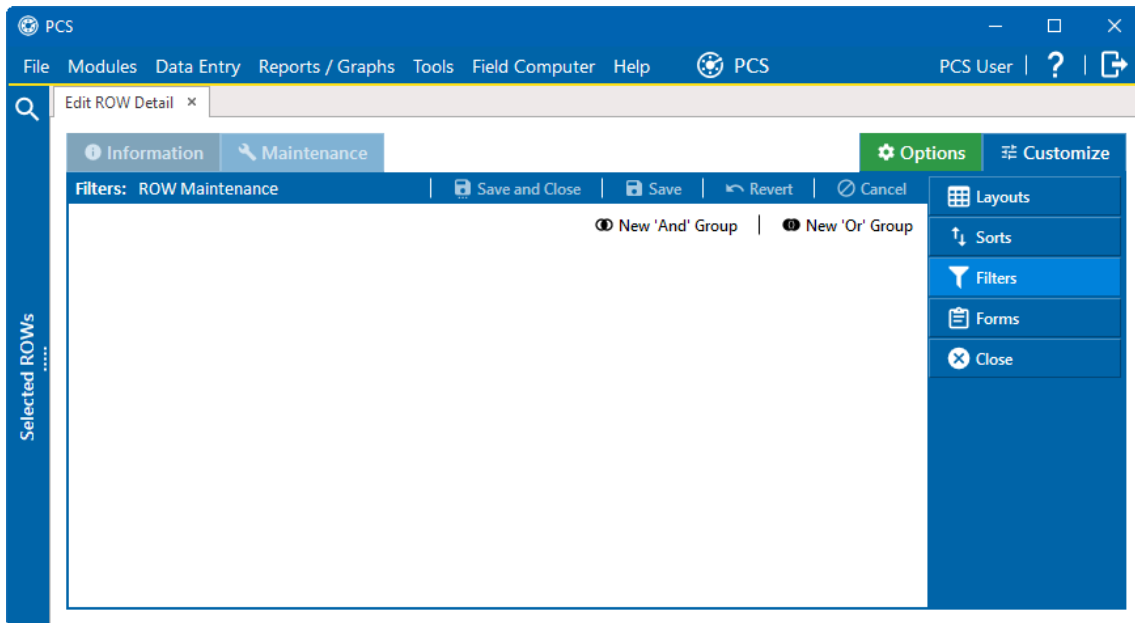 PCS
File Modules Data Entry Reports / Graphs Tools Field Computer Help PCS PCS User | ? |
Edit ROW Detail ×
Information Maintenance Options Customize
Filters: ROW Maintenance | Save and Close | Save | Revert | Cancel
New 'And' Group | New 'Or' Group
Layouts
Sorts
Filters
Forms
Close
Selected ROWs